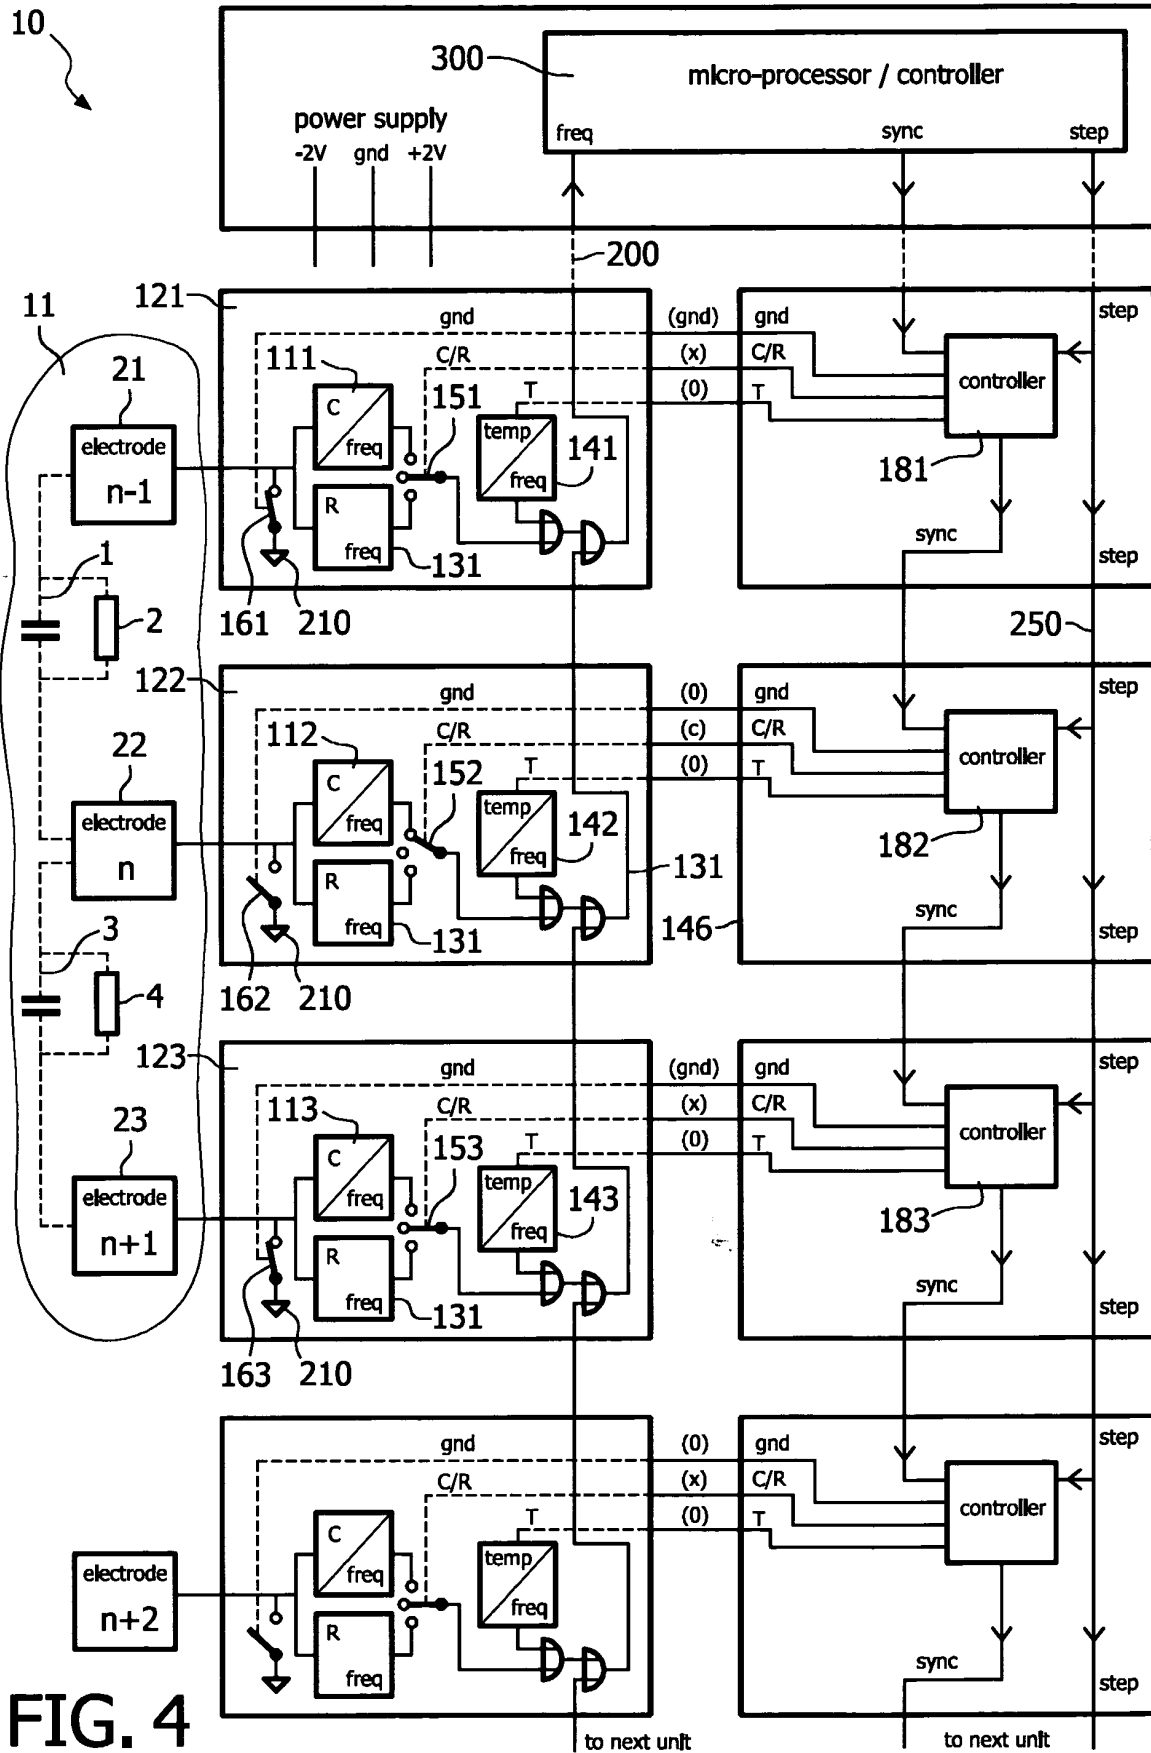 10
300
micro-processor / controller
power supply
freq
sync
step
-2V gnd +2V
200
121
11
gnd
(gnd)
gnd
step
C/R
(x)
C/R
111
151
T
(0)
T
controller
21
C
freq
temp
freq
141
electrode
n-1
181
R
freq
131
sync
step
1
2
161
210
250
122
gnd
(0)
gnd
step
C/R
(c)
C/R
112
152
T
(0)
T
controller
22
C
freq
temp
freq
142
electrode
n
182
131
R
freq
131
146
sync
step
3
4
162
210
123
gnd
(gnd)
gnd
step
C/R
(x)
C/R
113
153
T
(0)
T
controller
23
C
freq
temp
freq
143
electrode
n+1
183
R
freq
131
sync
step
163
210
gnd
(0)
gnd
step
C/R
(x)
C/R
T
(0)
T
controller
C
freq
temp
freq
electrode
n+2
R
freq
sync
step
FIG. 4
to next unit
to next unit